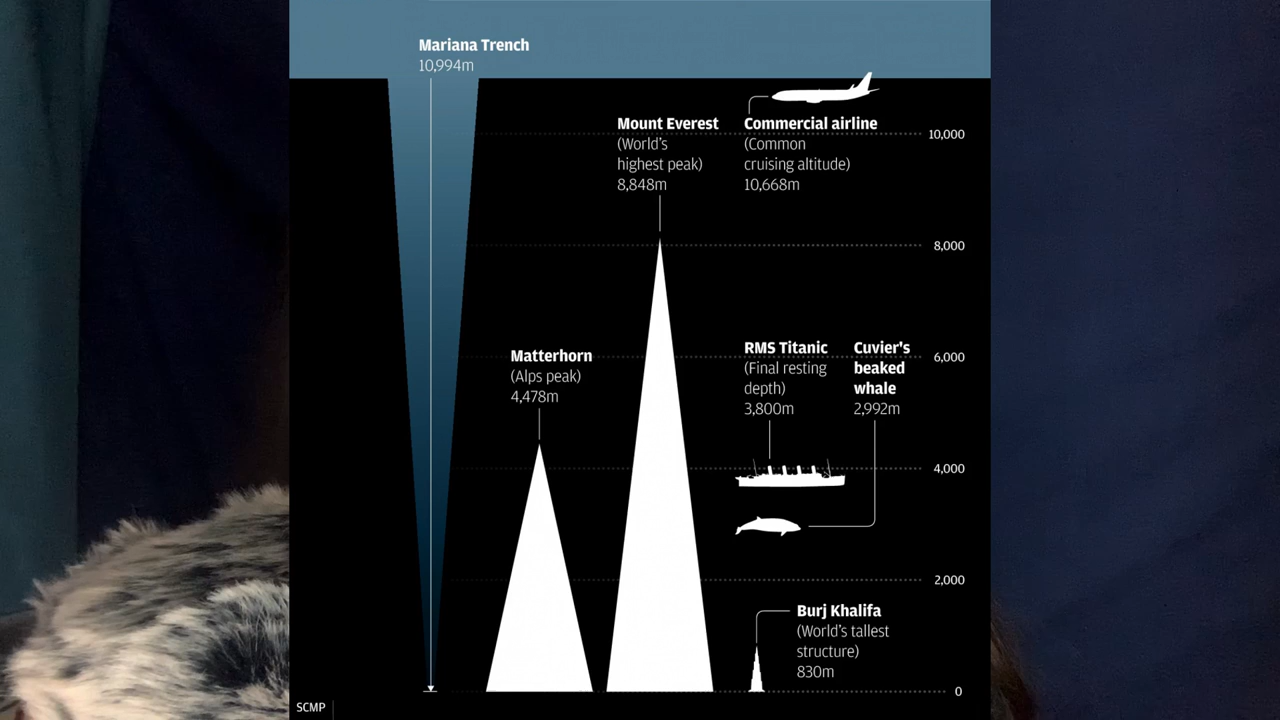 Mariana Trench
10,994m
Mount Everest
(World's
highest peak)
8,848m
Commercial airline
(Common
cruising altitude)
10,668m
10,000
8,000
Matterhorn
(Alps peak)
4,478m
RMS Titanic
(Final resting
depth)
3,800m
Cuvier's
beaked
whale
2,992m
6,000
4,000
2,000
Burj Khalifa
(World's tallest
structure)
830m
0
SCMP